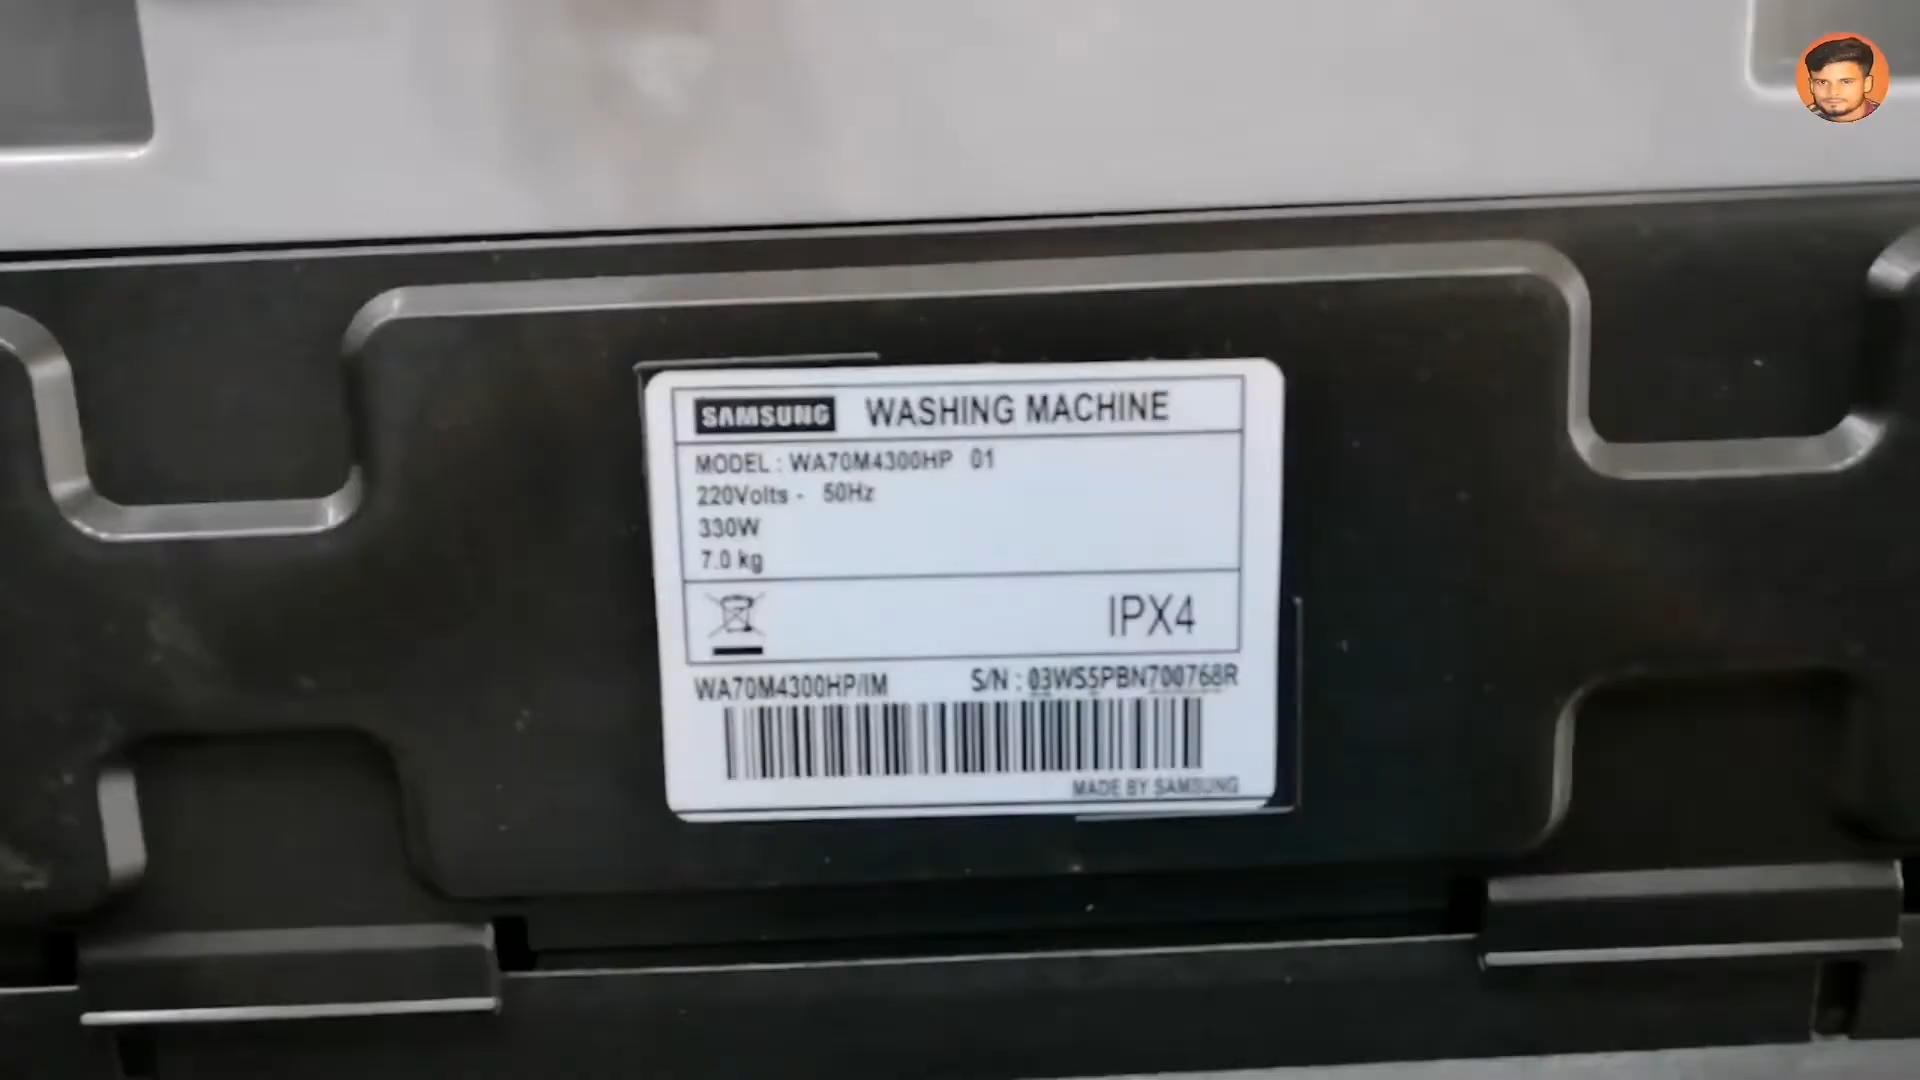 SAMSUNG WASHING MACHINE
MODEL : WA70M4300HP 01
220Volts - 50Hz
330W
7.0 kg
IPX4
WA70M4300HP/IM S/N : 03WS5PBN700768R
MADE BY SAMSUNG